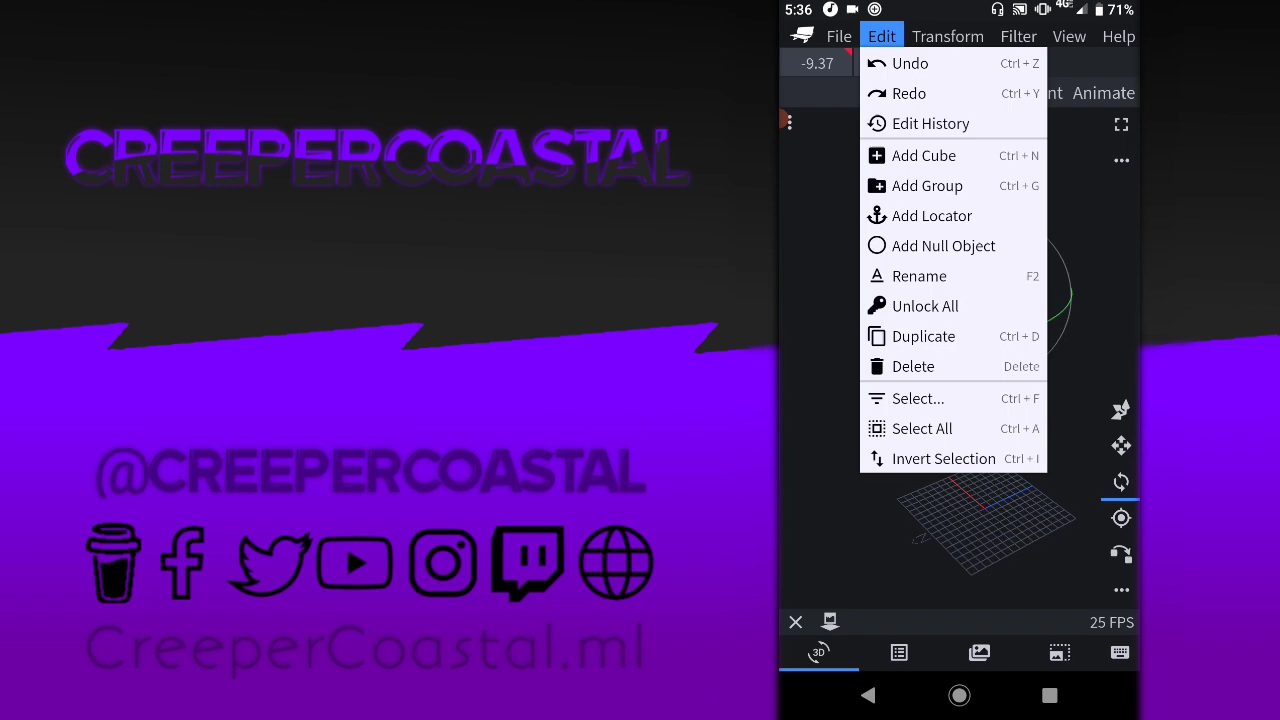 CREEPERCOASTAL
@CREEPERCOASTAL
CreeperCoastal.ml
5:36
4G
71%
File Edit Transform Filter View Help
-9.37
nt Animate
Undo Ctrl + Z
Redo Ctrl + Y
Edit History
Add Cube Ctrl + N
Add Group Ctrl + G
Add Locator
Add Null Object
Rename F2
Unlock All
Duplicate Ctrl + D
Delete Delete
Select... Ctrl + F
Select All Ctrl + A
Invert Selection Ctrl + I
25 FPS
3D